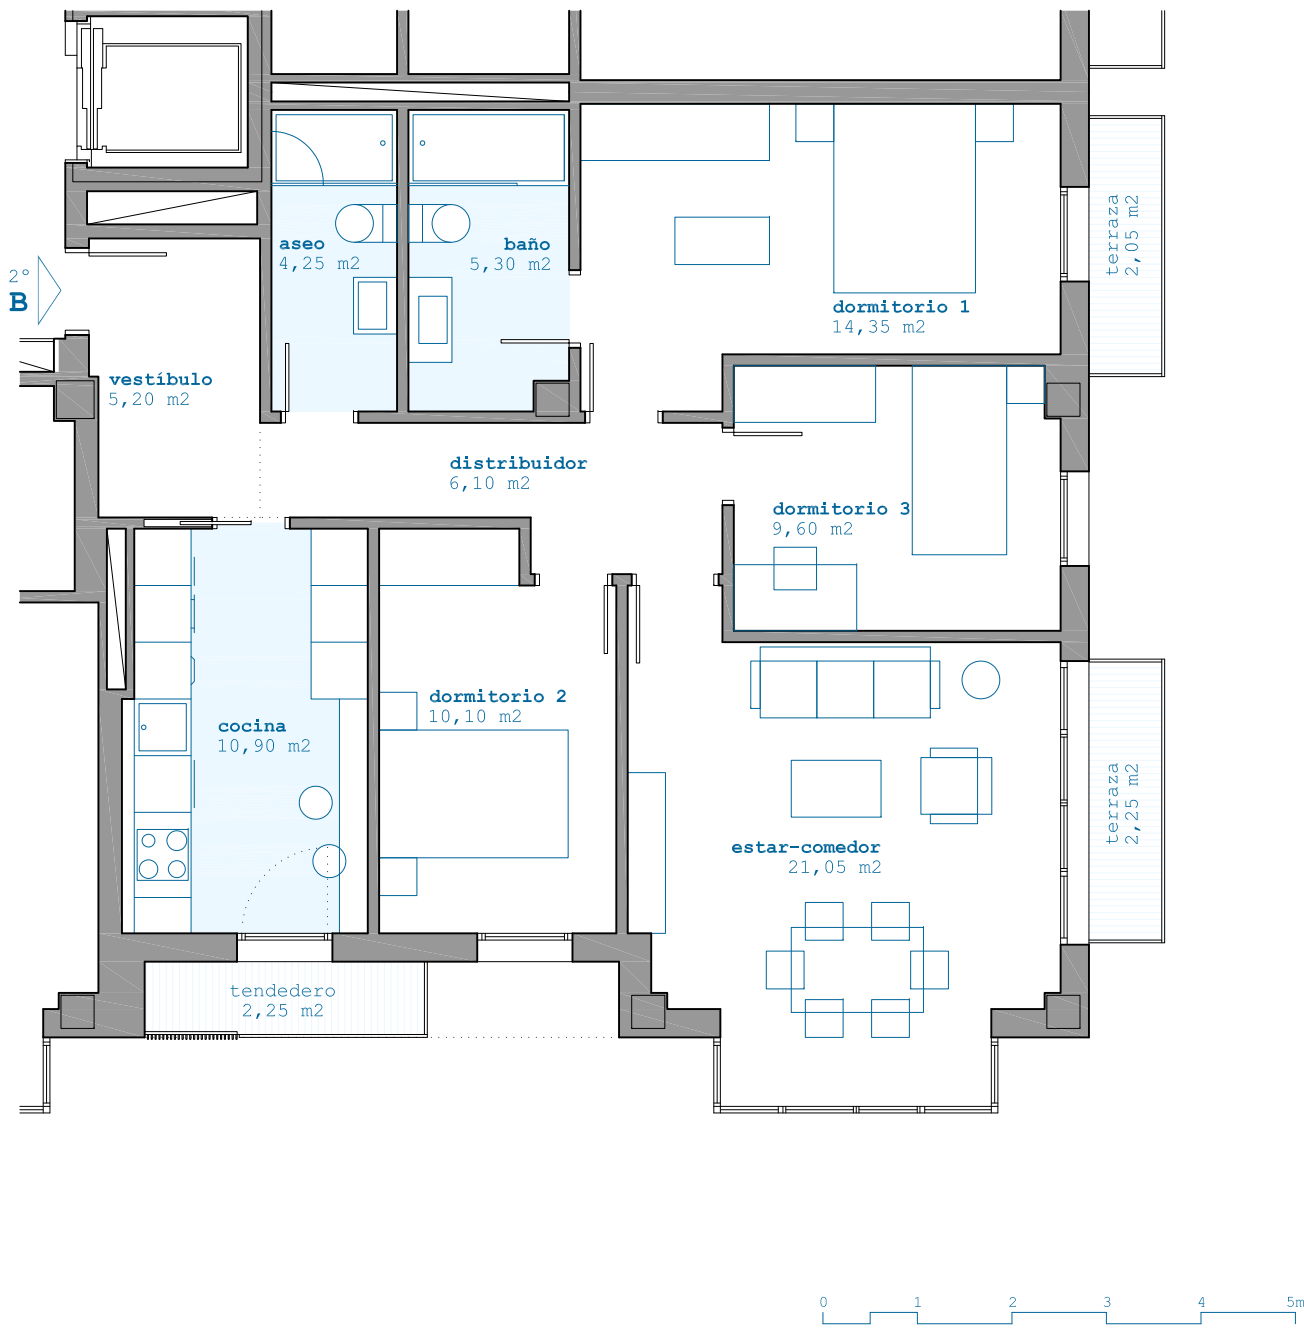 aseo
4,25 m2
baño
5,30 m2
terraza
2,05 m2
2°
B
dormitorio 1
14,35 m2
vestíbulo
5,20 m2
distribuidor
6,10 m2
dormitorio 3
9,60 m2
dormitorio 2
10,10 m2
cocina
10,90 m2
terraza
2,25 m2
estar-comedor
21,05 m2
tendedero
2,25 m2
0 1 2 3 4 5m